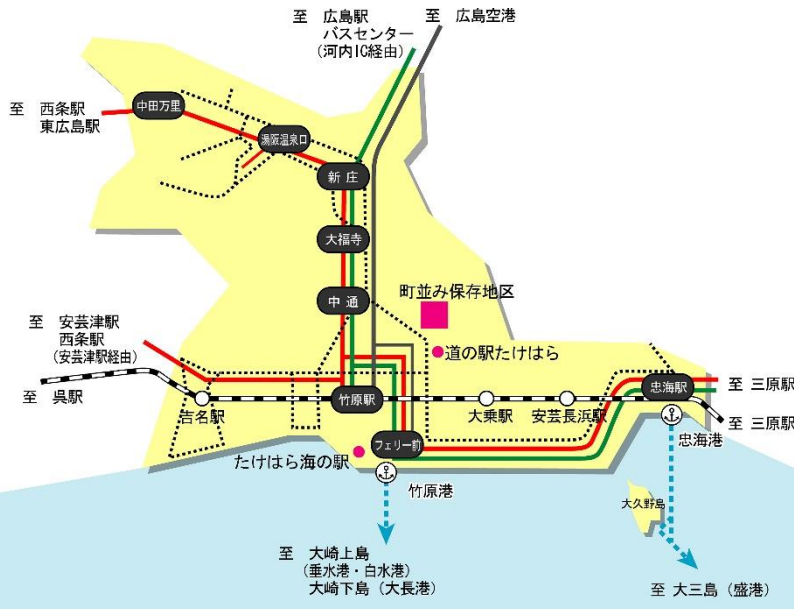 至 広島駅
バスセンター
(河内IC経由)
至 広島空港
至 西条駅
東広島駅
中田万里
湯阪温泉口
新庄
大福寺
中通
町並み保存地区
道の駅たけはら
至 安芸津駅
西条駅
(安芸津駅経由)
至 呉駅
吉名駅
竹原駅
大乗駅
安芸長浜駅
忠海駅
至 三原駅
至 三原駅
忠海港
フェリー前
たけはら海の駅
竹原港
大久野島
至 大崎上島
(垂水港・白水港)
大崎下島(大長港)
至 大三島(盛港)